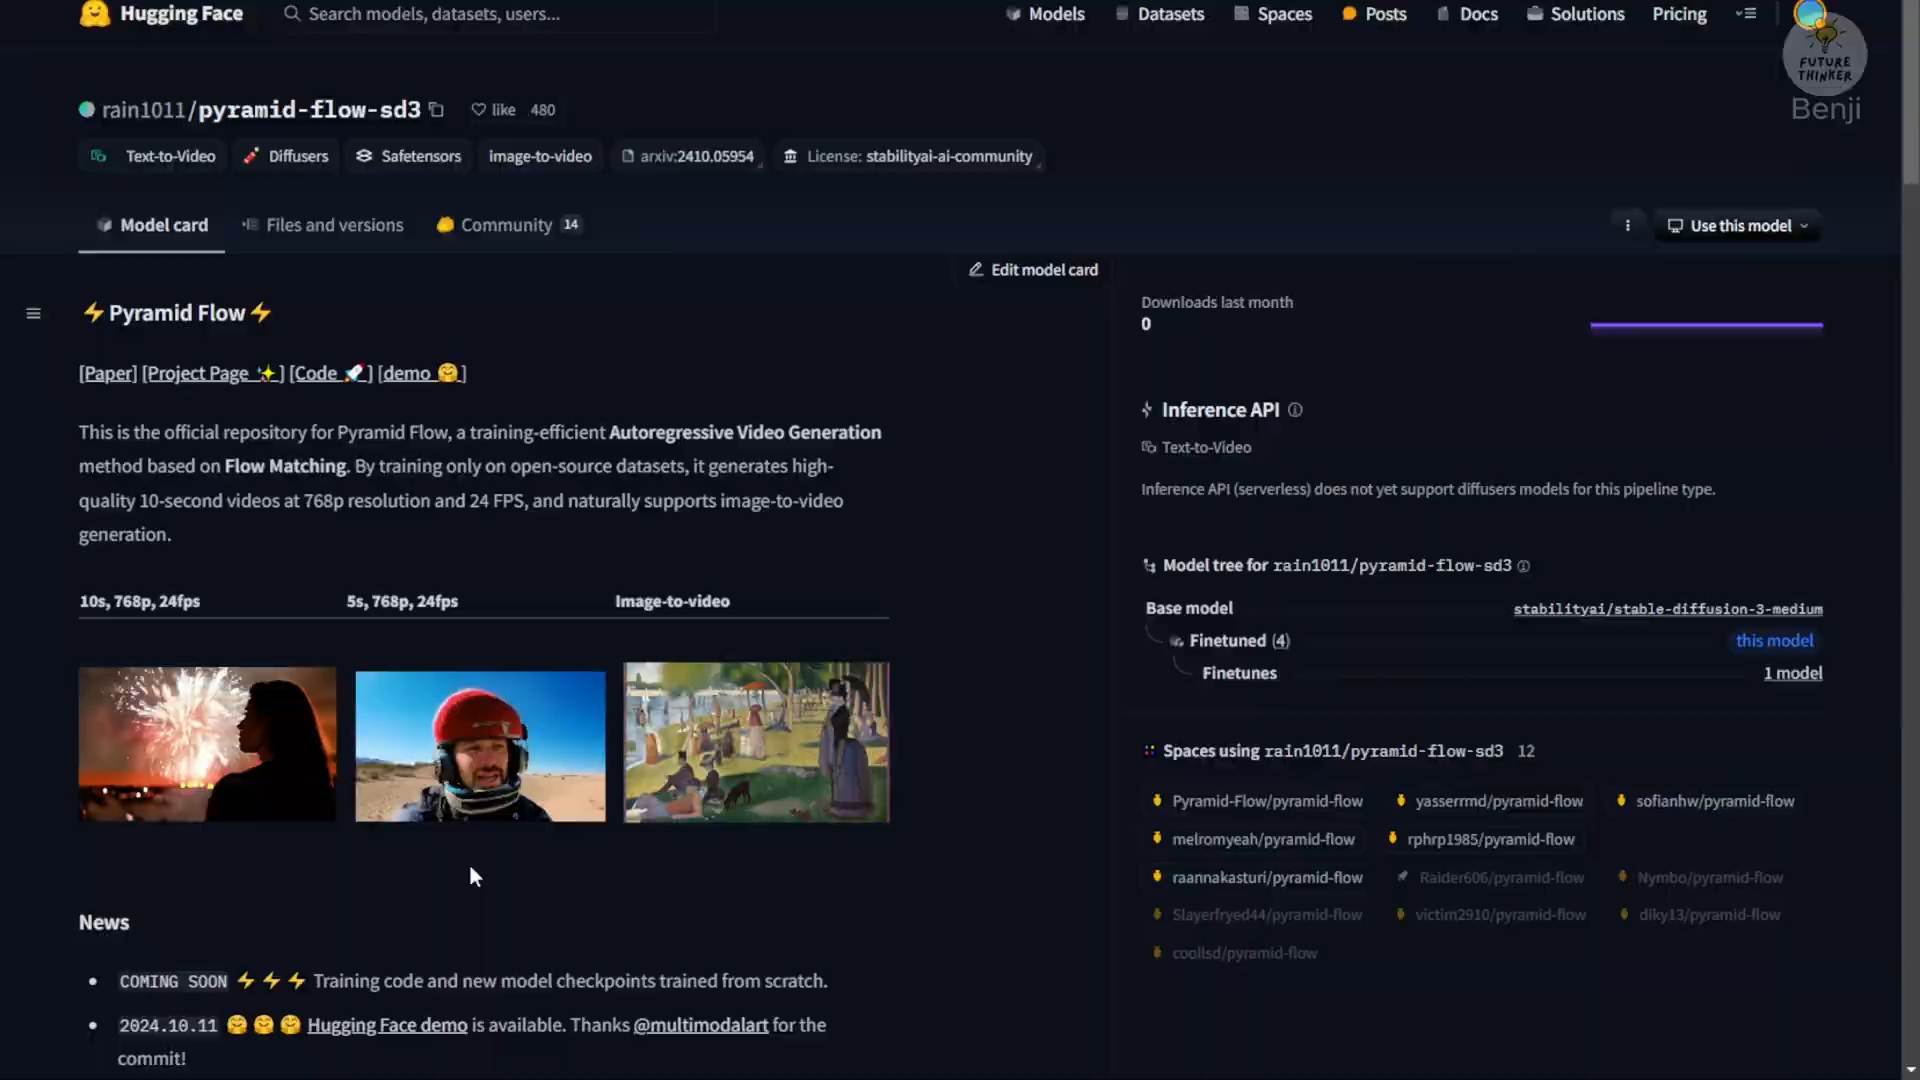 Hugging Face
Search models, datasets, users...
Models
Datasets
Spaces
Posts
Docs
Solutions
Pricing
FUTURE
THINKER
Benji
rain1011/pyramid-flow-sd3
like 480
Text-to-Video
Diffusers
Safetensors
image-to-video
arxiv:2410.05954
License: stabilityai-ai-community
Model card
Files and versions
Community 14
Use this model
Edit model card
⚡Pyramid Flow⚡
[Paper] [Project Page ✨] [Code 🚀] [demo 🤗]
This is the official repository for Pyramid Flow, a training-efficient Autoregressive Video Generation
method based on Flow Matching. By training only on open-source datasets, it generates high-
quality 10-second videos at 768p resolution and 24 FPS, and naturally supports image-to-video
generation.
10s, 768p, 24fps
5s, 768p, 24fps
Image-to-video
News
COMING SOON ⚡⚡⚡ Training code and new model checkpoints trained from scratch.
2024.10.11 🤗🤗🤗 Hugging Face demo is available. Thanks @multimodalart for the
commit!
Downloads last month
0
Inference API
Text-to-Video
Inference API (serverless) does not yet support diffusers models for this pipeline type.
Model tree for rain1011/pyramid-flow-sd3
Base model
stabilityai/stable-diffusion-3-medium
Finetuned (4)
this model
Finetunes
1 model
Spaces using rain1011/pyramid-flow-sd3 12
Pyramid-Flow/pyramid-flow
yasserrmd/pyramid-flow
sofianhw/pyramid-flow
melromyeah/pyramid-flow
rphrp1985/pyramid-flow
raannakasturi/pyramid-flow
Raider606/pyramid-flow
Nymbo/pyramid-flow
Slayerfryed44/pyramid-flow
victim2910/pyramid-flow
diky13/pyramid-flow
coollsd/pyramid-flow